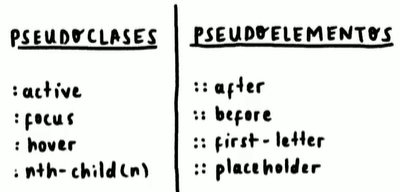 PSEUDOCLASES
:active
:focus
:hover
:nth-child(n)
PSEUDOELEMENTOS
:: after
:: before
:: first-letter
:: placeholder